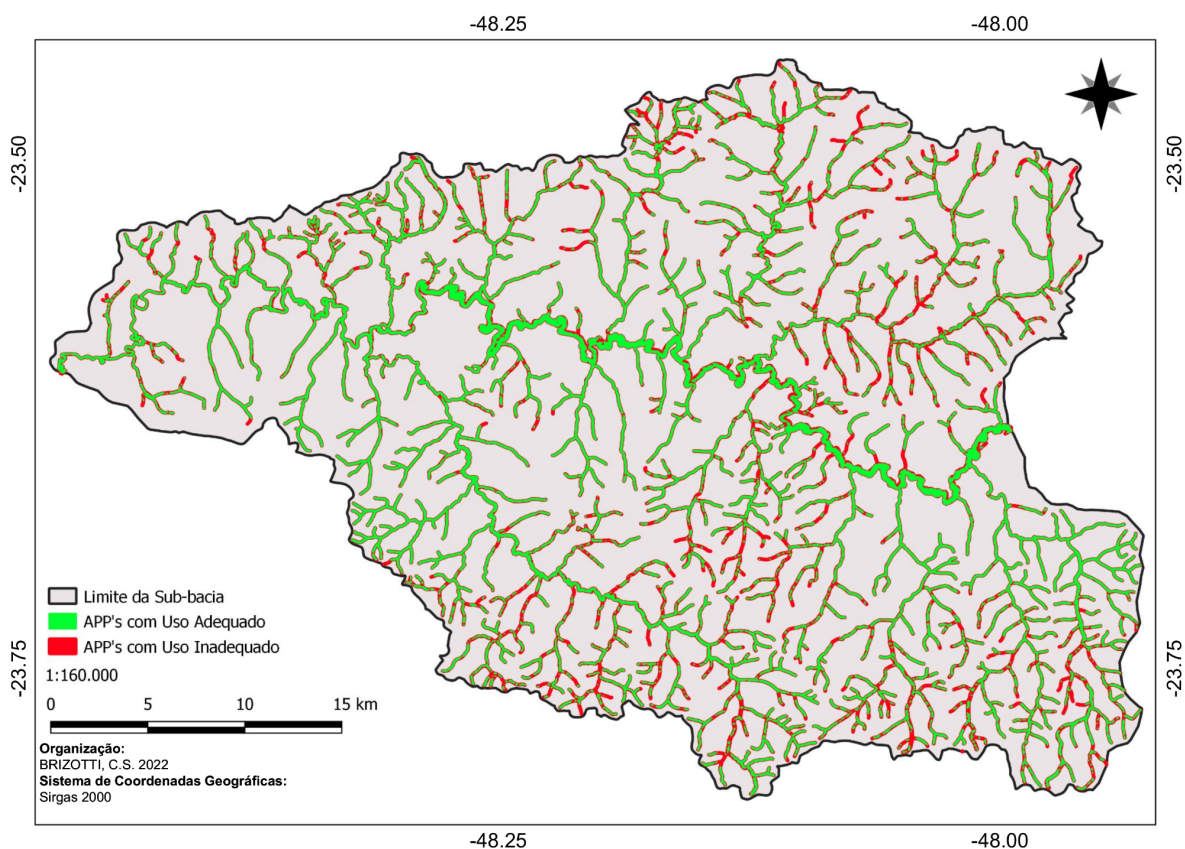 -48.25 -48.00
-23.50 -23.50
Limite da Sub-bacia
APP's com Uso Adequado
APP's com Uso Inadequado
-23.75 -23.75
1:160.000
0 5 10 15 km
Organização:
BRIZOTTI, C.S. 2022
Sistema de Coordenadas Geográficas:
Sirgas 2000
-48.25 -48.00